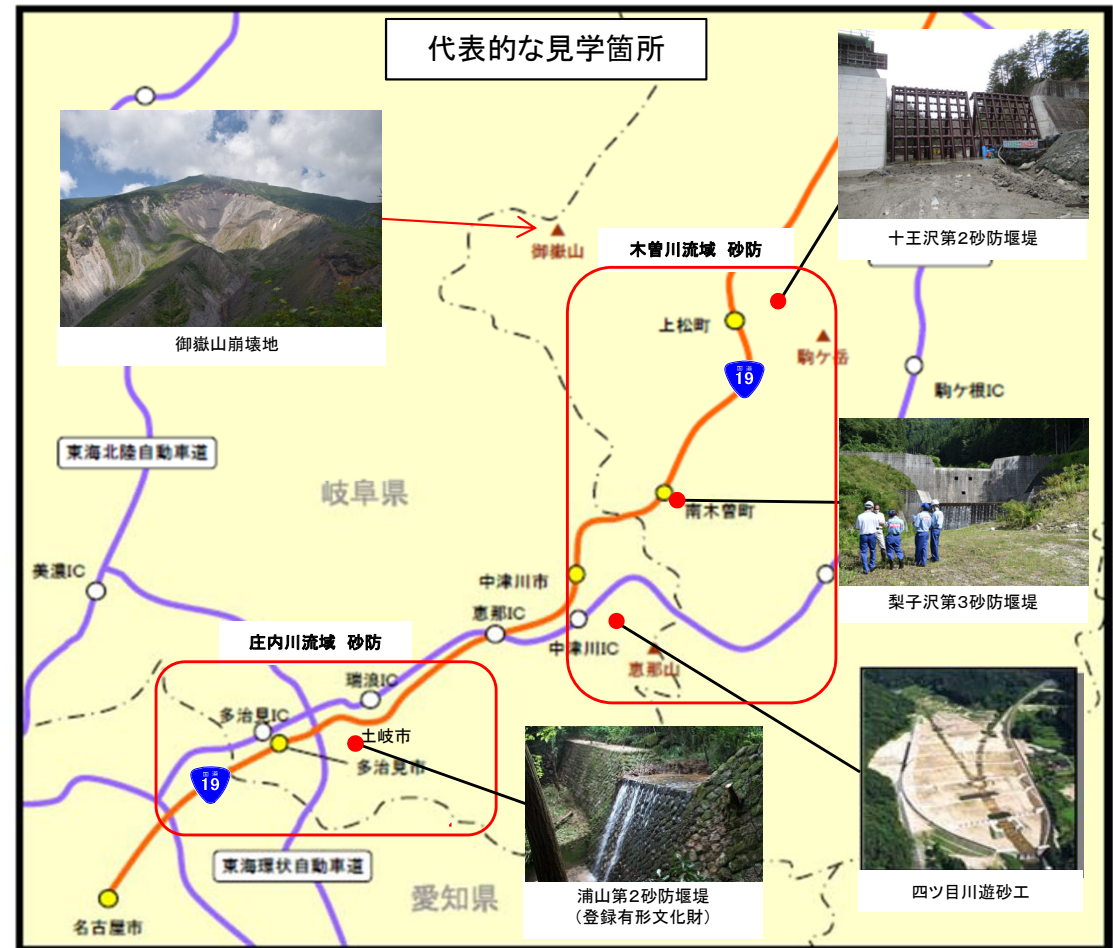 代表的な見学箇所
十王沢第2砂防堰堤
御嶽山
木曽川流域 砂防
上松町
御嶽山崩壊地
駒ケ岳
国道
19
駒ケ根IC
東海北陸自動車道
岐阜県
南木曽町
美濃IC
中津川市
梨子沢第3砂防堰堤
恵那IC
庄内川流域 砂防
中津川IC
恵那山
瑞浪IC
多治見IC
土岐市
多治見市
国道
19
東海環状自動車道
愛知県
名古屋市
浦山第2砂防堰堤
(登録有形文化財)
四ツ目川遊砂工